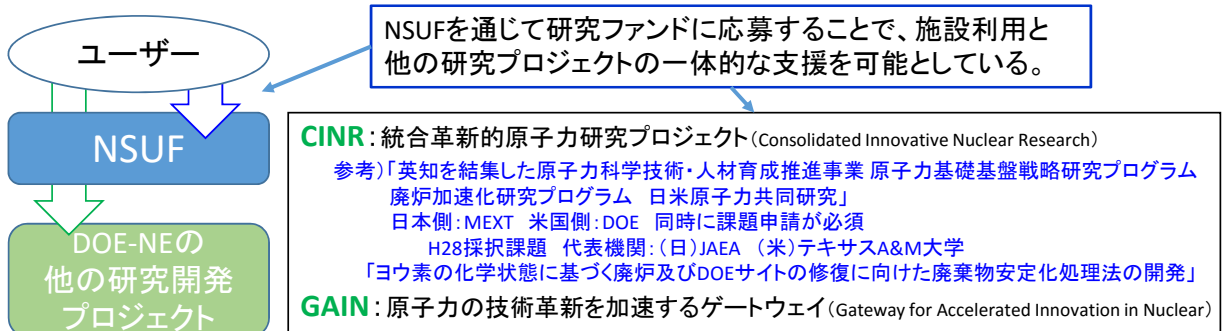 ユーザー
NSUF
DOE-NEの
他の研究開発
プロジェクト
NSUFを通じて研究ファンドに応募することで、施設利用と
他の研究プロジェクトの一体的な支援を可能としている。
CINR：統合革新的原子力研究プロジェクト(Consolidated Innovative Nuclear Research)
参考)「英知を結集した原子力科学技術・人材育成推進事業 原子力基礎基盤戦略研究プログラム
廃炉加速化研究プログラム　日米原子力共同研究」
日本側：MEXT　米国側：DOE　同時に課題申請が必須
H28採択課題　代表機関：(日)JAEA　(米)テキサスA&M大学
「ヨウ素の化学状態に基づく廃炉及びDOEサイトの修復に向けた廃棄物安定化処理法の開発」
GAIN：原子力の技術革新を加速するゲートウェイ(Gateway for Accelerated Innovation in Nuclear)